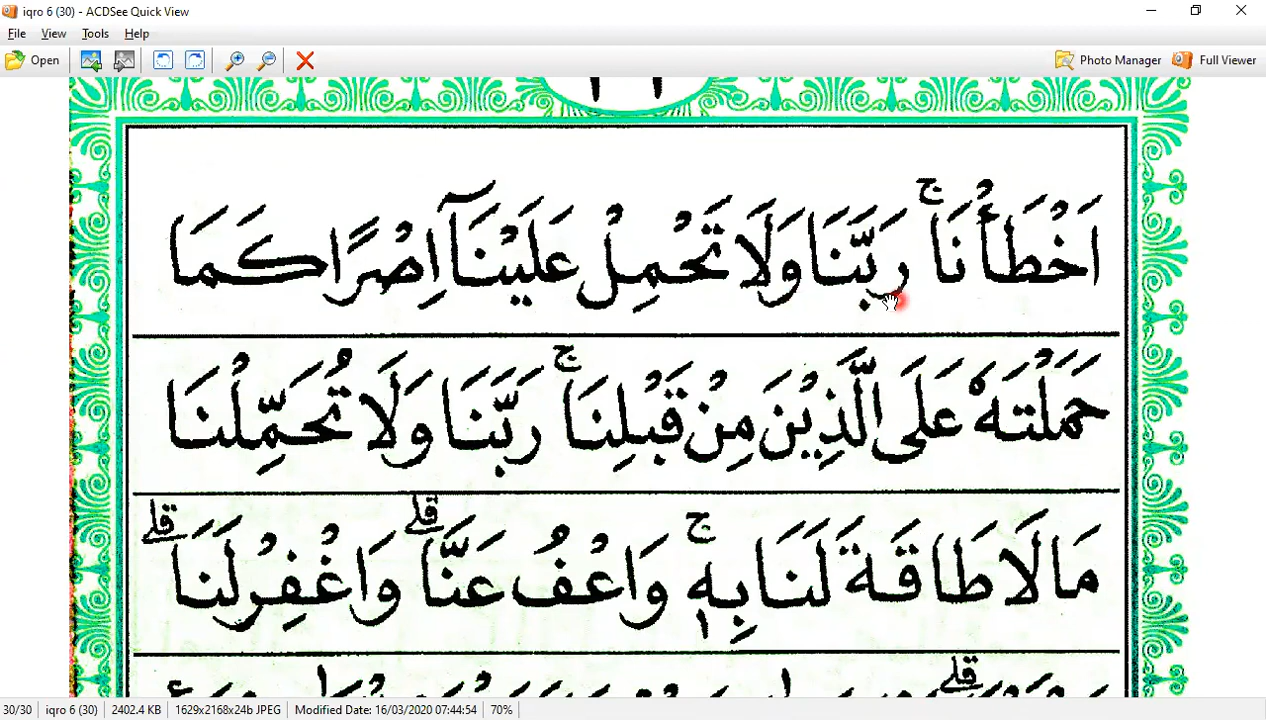 iqro 6 (30) - ACDSee Quick View
File View Tools Help
Open Photo Manager Full Viewer
اَخْطَأْنَا ۚ رَبَّنَا وَلَا تَحْمِلْ عَلَيْنَآ اِصْرًا كَمَا
حَمَلْتَهٗ عَلَى الَّذِيْنَ مِنْ قَبْلِنَا ۚ رَبَّنَا وَلَا تُحَمِّلْنَا
مَا لَا طَاقَةَ لَنَا بِهٖ ۚ وَاعْفُ عَنَّا ۗ وَاغْفِرْلَنَا ۗ
30/30 iqro 6 (30) 2402.4 KB 1629x2168x24b JPEG Modified Date: 16/03/2020 07:44:54 70%